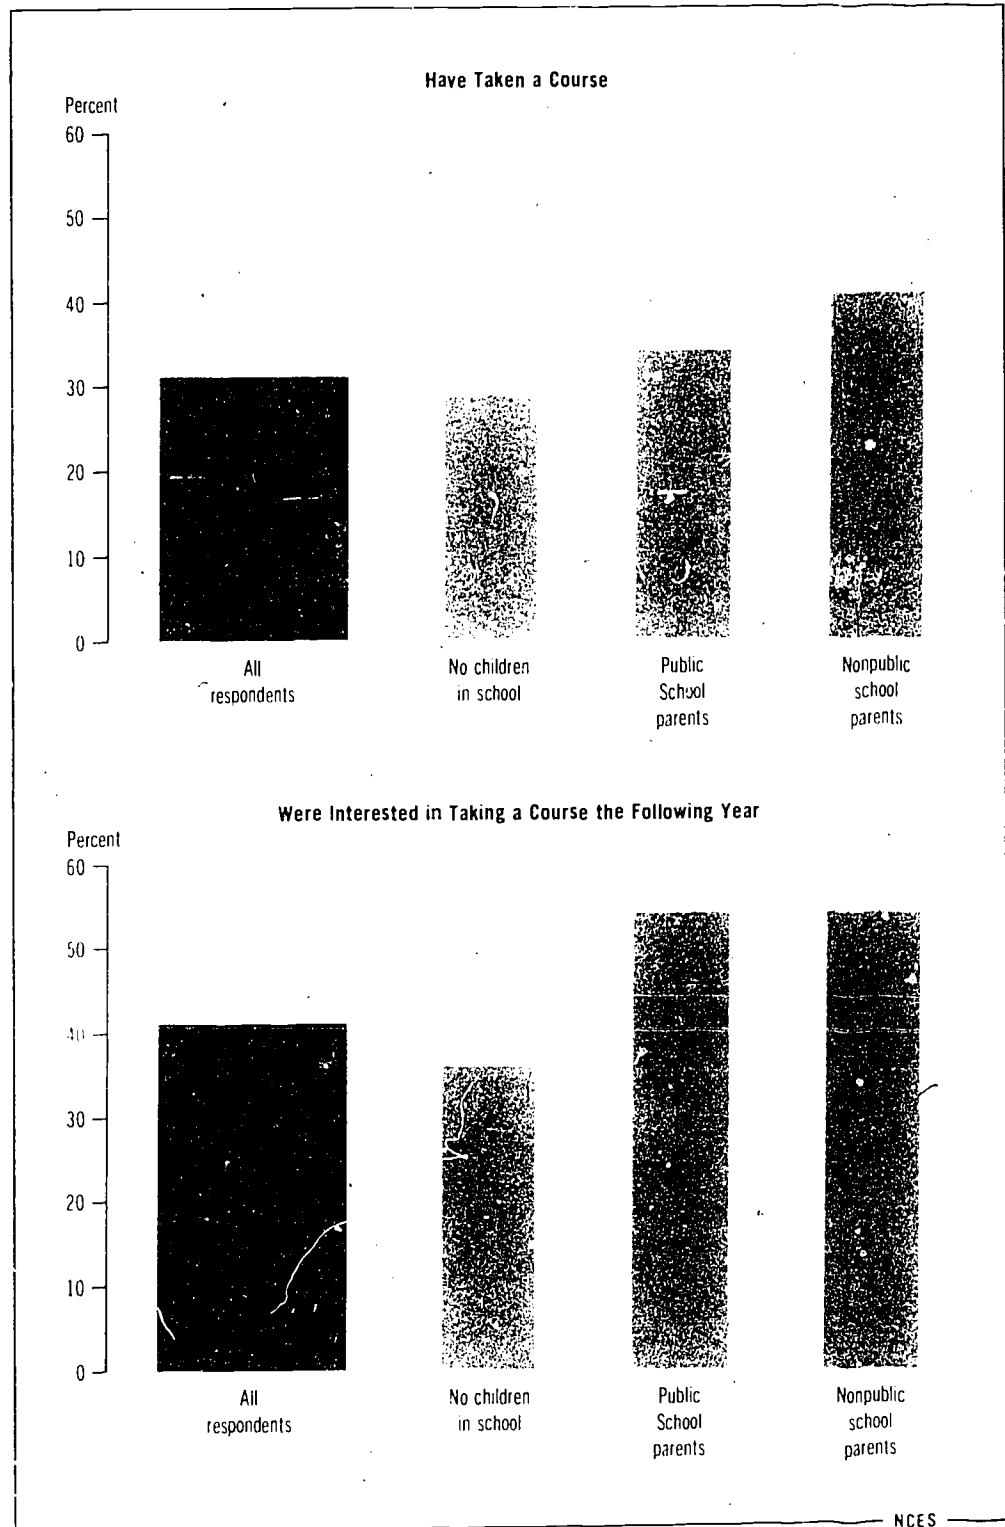 Have Taken a Course
Percent
60
50
40
30
20
10
0
All
respondents
No children
in school
Public
School
parents
Nonpublic
school
parents
Were Interested in Taking a Course the Following Year
Percent
60
50
40
30
20
10
0
All
respondents
No children
in school
Public
School
parents
Nonpublic
school
parents
NCES